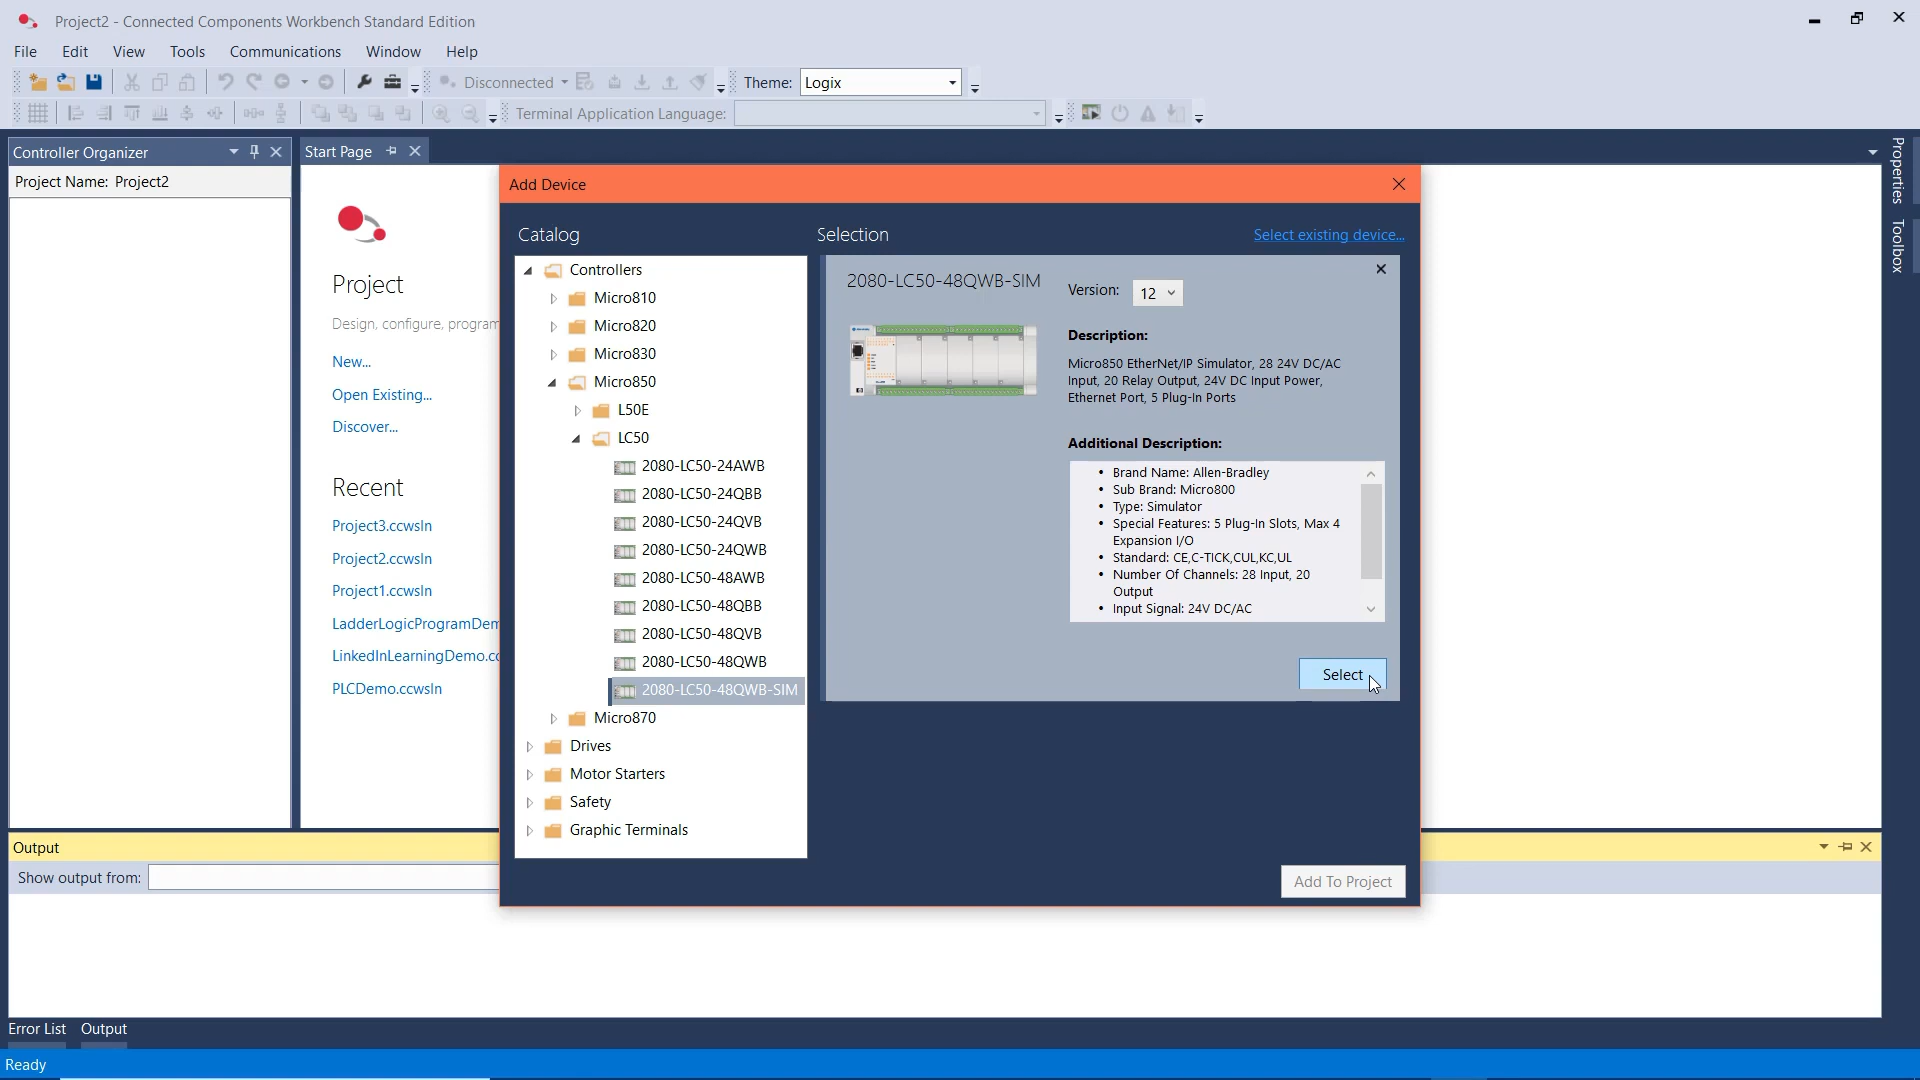 Project2 - Connected Components Workbench Standard Edition
File Edit View Tools Communications Window Help
Disconnected Theme: Logix
Terminal Application Language:
Controller Organizer
Project Name: Project2
Start Page
Project
Design, configure, program
New...
Open Existing...
Discover...
Recent
Project3.ccwsln
Project2.ccwsln
Project1.ccwsln
LadderLogicProgramDem
LinkedInLearningDemo.cc
PLCDemo.ccwsln
Add Device
Catalog
Controllers
Micro810
Micro820
Micro830
Micro850
L50E
LC50
2080-LC50-24AWB
2080-LC50-24QBB
2080-LC50-24QVB
2080-LC50-24QWB
2080-LC50-48AWB
2080-LC50-48QBB
2080-LC50-48QVB
2080-LC50-48QWB
2080-LC50-48QWB-SIM
Micro870
Drives
Motor Starters
Safety
Graphic Terminals
Selection
Select existing device...
2080-LC50-48QWB-SIM
Version: 12
Description:
Micro850 EtherNet/IP Simulator, 28 24V DC/AC
Input, 20 Relay Output, 24V DC Input Power,
Ethernet Port, 5 Plug-In Ports
Additional Description:
• Brand Name: Allen-Bradley
• Sub Brand: Micro800
• Type: Simulator
• Special Features: 5 Plug-In Slots, Max 4
Expansion I/O
• Standard: CE,C-TICK,CUL,KC,UL
• Number Of Channels: 28 Input, 20
Output
• Input Signal: 24V DC/AC
Select
Add To Project
Properties
Toolbox
Output
Show output from:
Error List Output
Ready